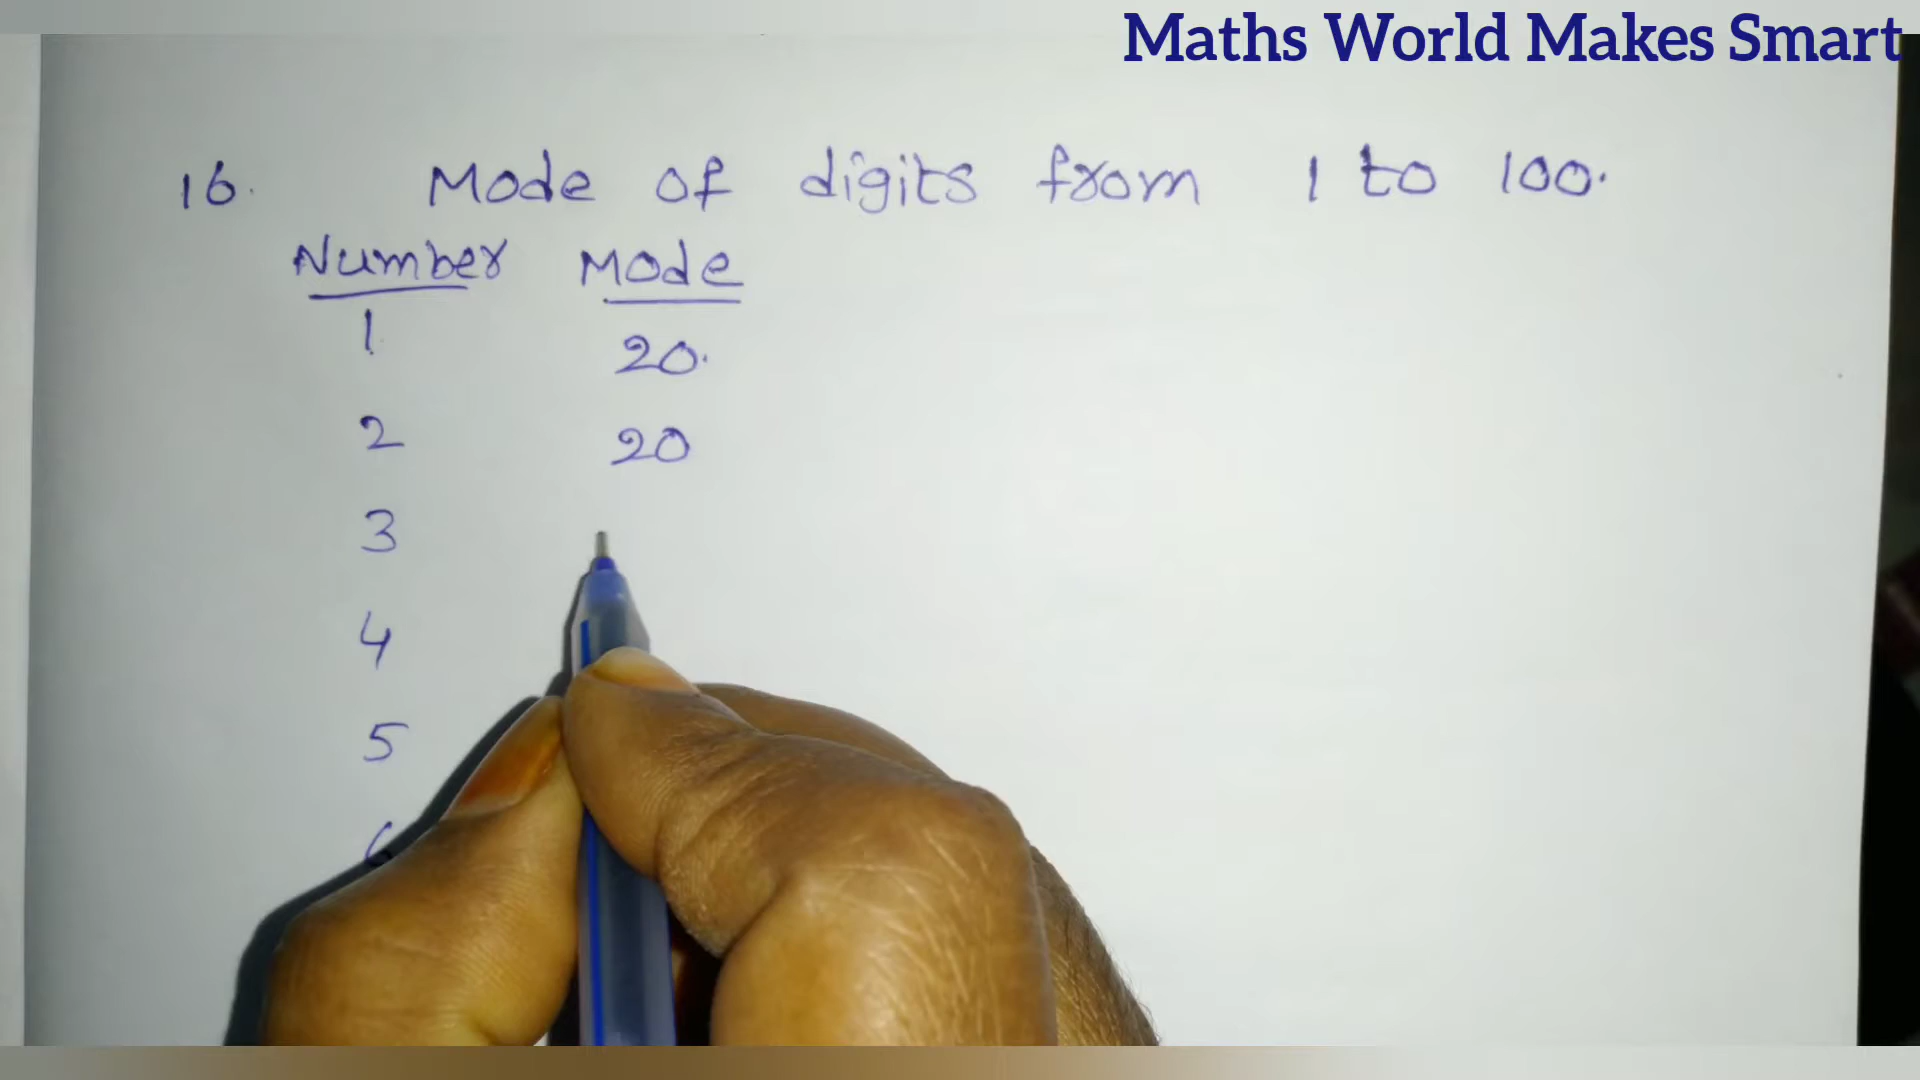 Maths World Makes Smart
16. Mode of digits from 1 to 100.
Number Mode
1 20.
2 20
3
4
5
6